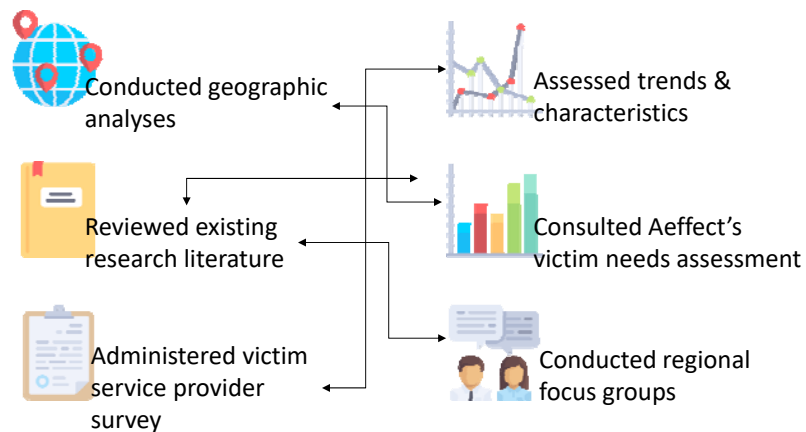 Conducted geographic
analyses
Reviewed existing
research literature
Administered victim
service provider
survey
Assessed trends &
characteristics
Consulted Aeffect’s
victim needs assessment
Conducted regional
focus groups